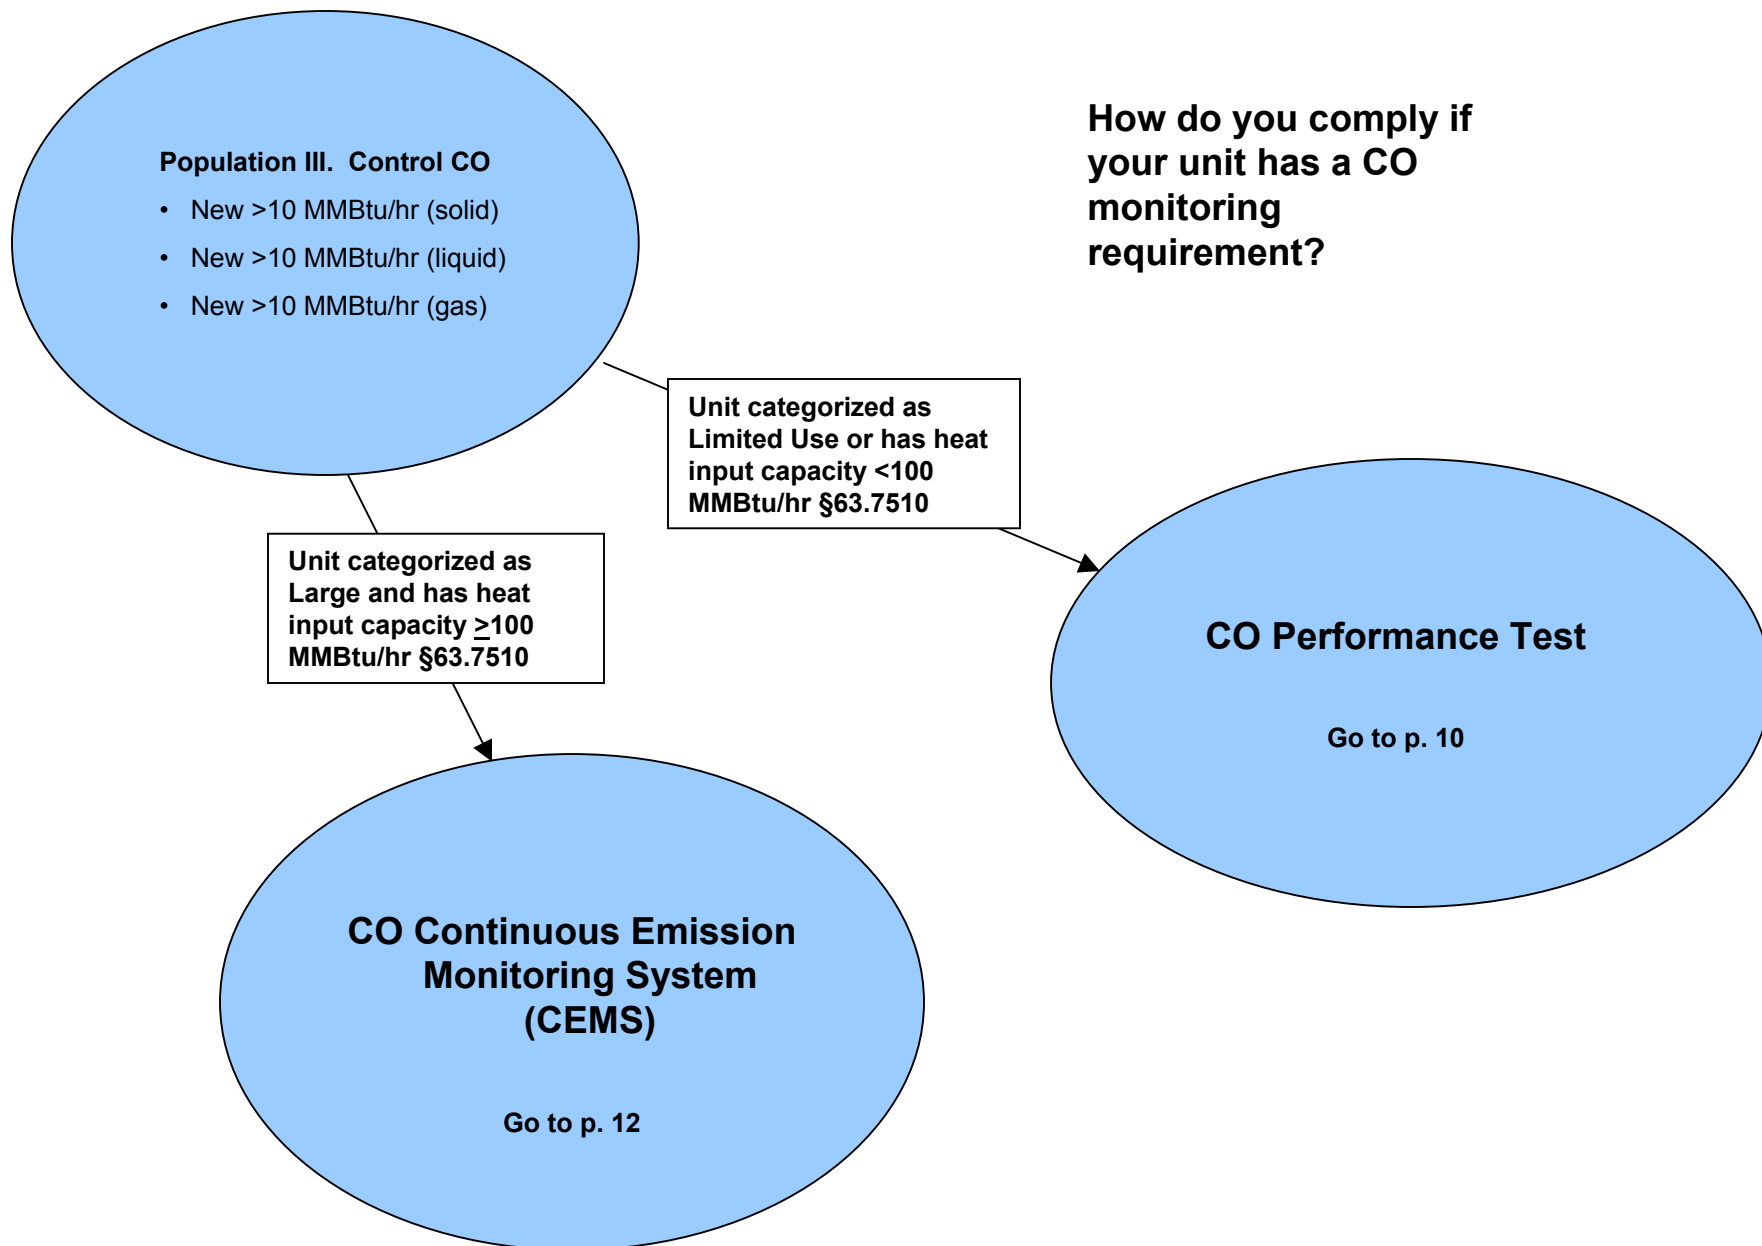 Population III.  Control CO
• New >10 MMBtu/hr (solid)
• New >10 MMBtu/hr (liquid)
• New >10 MMBtu/hr (gas)
How do you comply if
your unit has a CO
monitoring
requirement?
Unit categorized as
Limited Use or has heat
input capacity <100
MMBtu/hr §63.7510
Unit categorized as
Large and has heat
input capacity ≥100
MMBtu/hr §63.7510
CO Performance Test
Go to p. 10
CO Continuous Emission
Monitoring System
(CEMS)
Go to p. 12